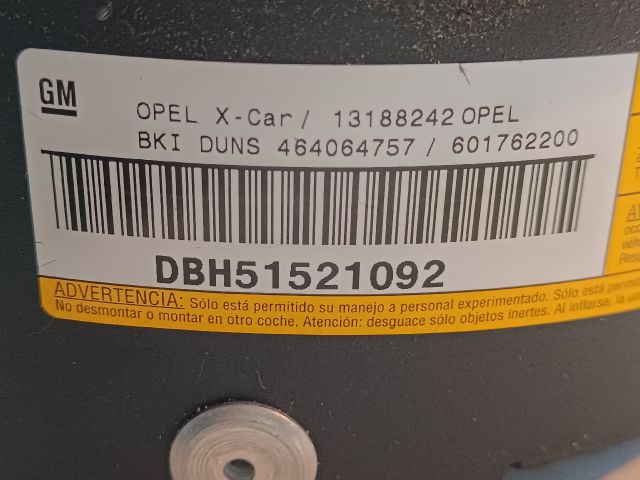 GM
OPEL X-Car/ 13188242 OPEL
BKI DUNS 464064757 / 601762200
DBH51521092
ADVERTENCIA: Sólo está permitido su manejo a personal experimentado. Sólo está
No desmontar o montar en otro coche. Atención: desguace sólo objetos inertes. Al inflarse, la